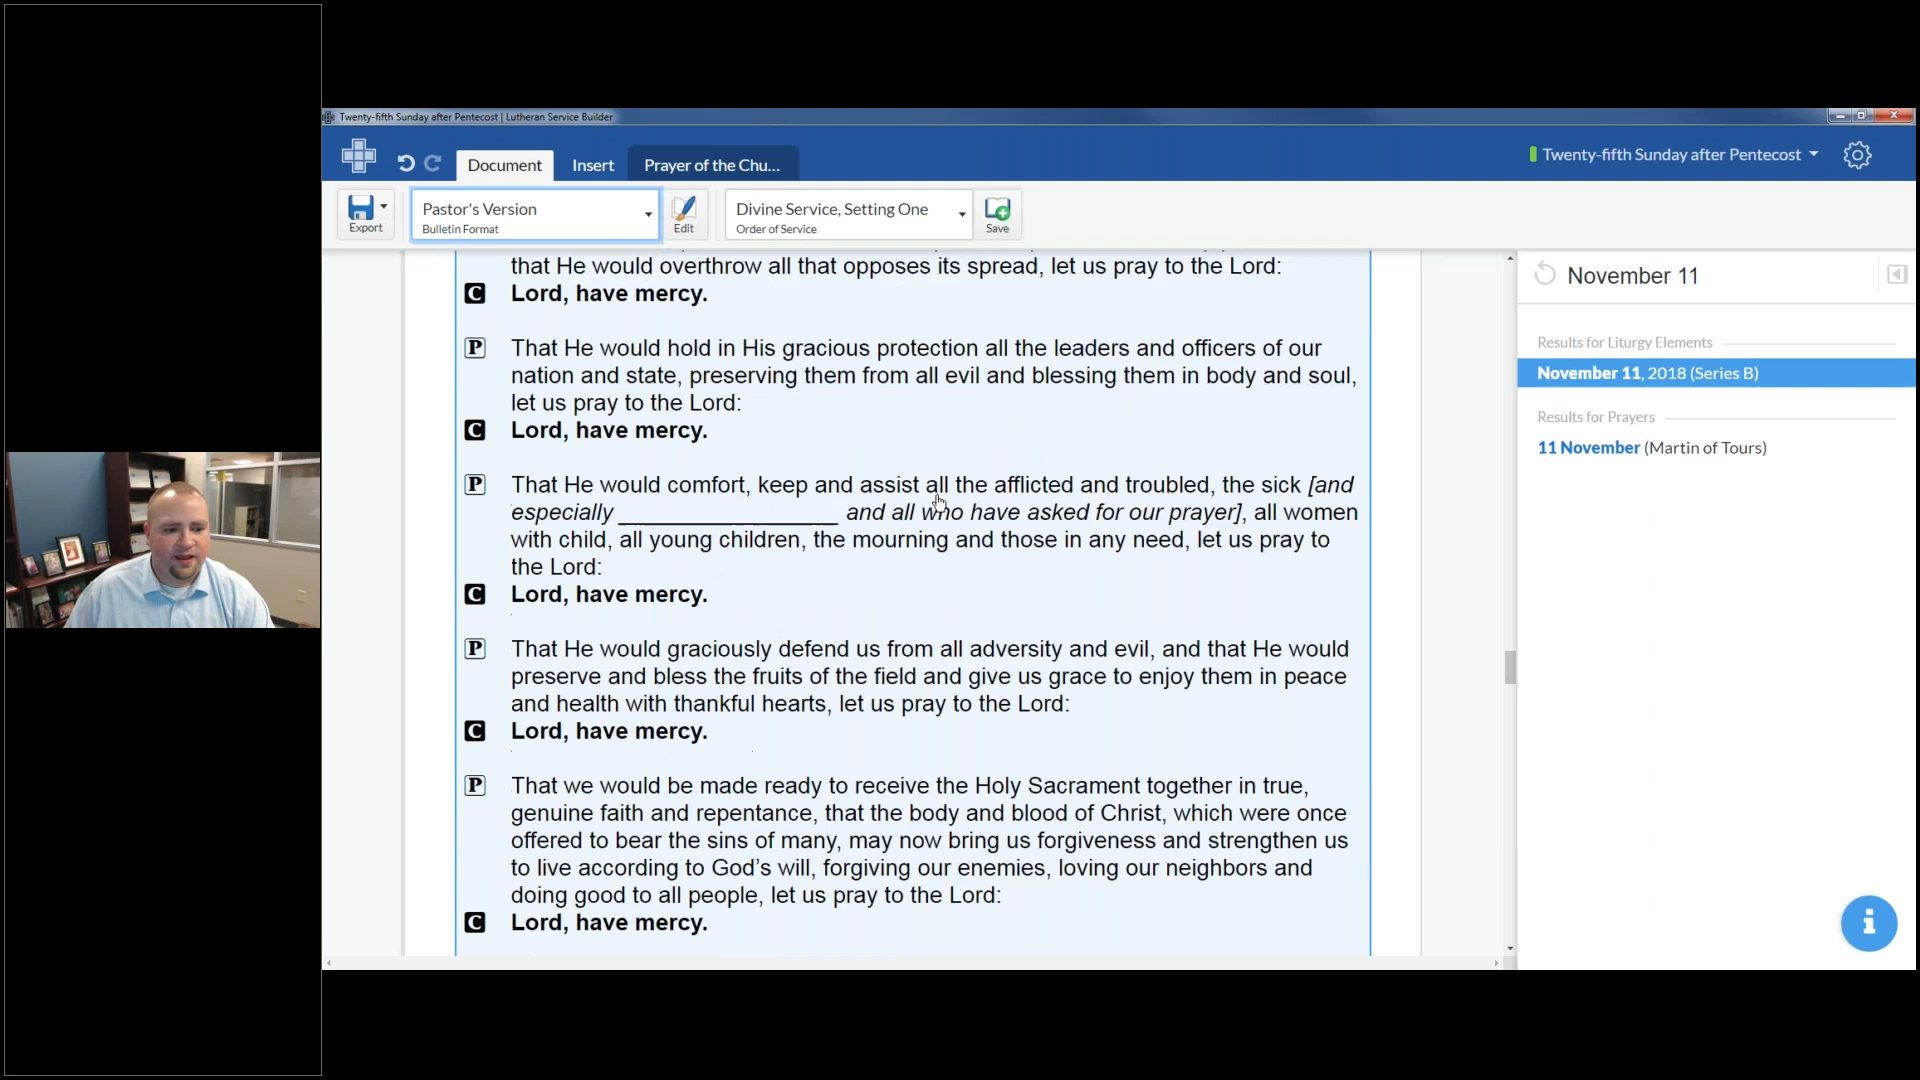 Twenty-fifth Sunday after Pentecost | Lutheran Service Builder
Document
Insert
Prayer of the Chu...
Twenty-fifth Sunday after Pentecost
Export
Pastor's Version
Bulletin Format
Edit
Divine Service, Setting One
Order of Service
Save
that He would overthrow all that opposes its spread, let us pray to the Lord:
C Lord, have mercy.
P That He would hold in His gracious protection all the leaders and officers of our
nation and state, preserving them from all evil and blessing them in body and soul,
let us pray to the Lord:
C Lord, have mercy.
P That He would comfort, keep and assist all the afflicted and troubled, the sick [and
especially _________________ and all who have asked for our prayer], all women
with child, all young children, the mourning and those in any need, let us pray to
the Lord:
C Lord, have mercy.
P That He would graciously defend us from all adversity and evil, and that He would
preserve and bless the fruits of the field and give us grace to enjoy them in peace
and health with thankful hearts, let us pray to the Lord:
C Lord, have mercy.
P That we would be made ready to receive the Holy Sacrament together in true,
genuine faith and repentance, that the body and blood of Christ, which were once
offered to bear the sins of many, may now bring us forgiveness and strengthen us
to live according to God's will, forgiving our enemies, loving our neighbors and
doing good to all people, let us pray to the Lord:
C Lord, have mercy.
November 11
Results for Liturgy Elements
November 11, 2018 (Series B)
Results for Prayers
11 November (Martin of Tours)